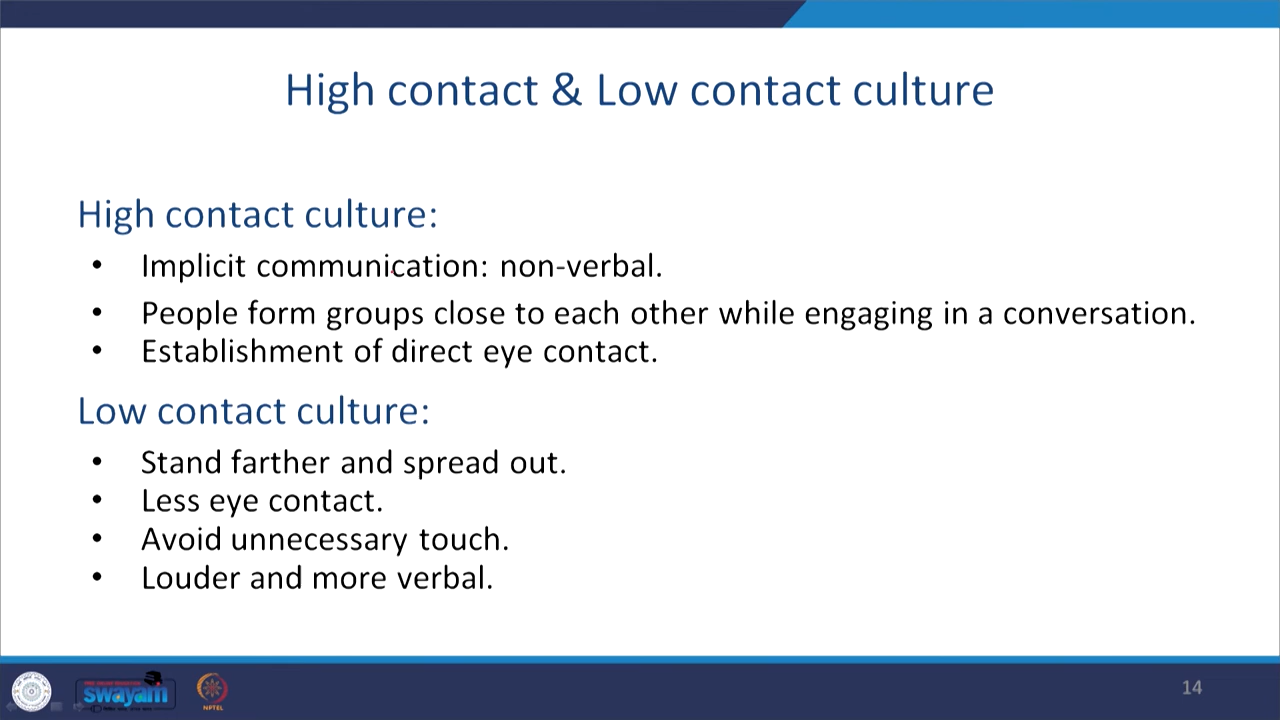 High contact & Low contact culture
High contact culture:
• Implicit communication: non-verbal.
• People form groups close to each other while engaging in a conversation.
• Establishment of direct eye contact.
Low contact culture:
• Stand farther and spread out.
• Less eye contact.
• Avoid unnecessary touch.
• Louder and more verbal.
swayam
NPTEL
14